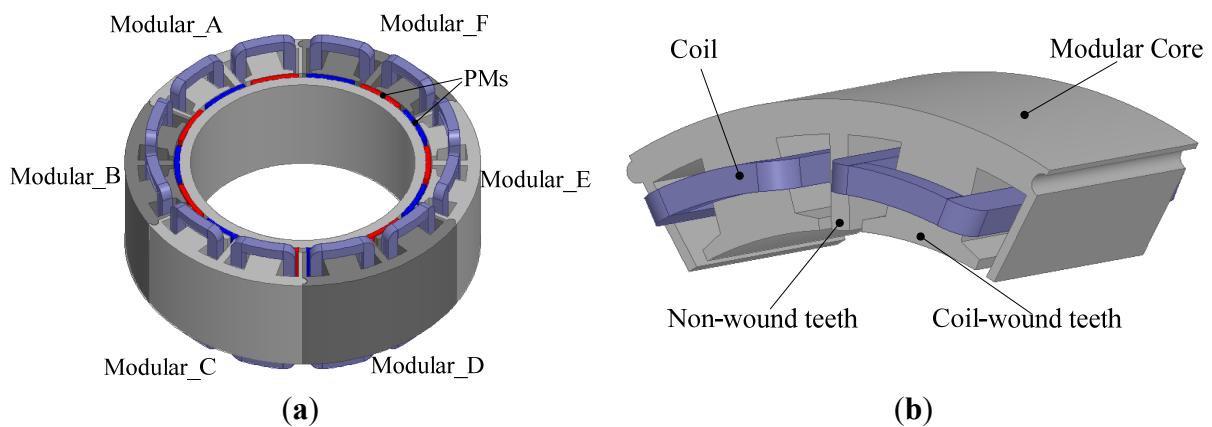 Modular_A
Modular_F
PMs
Modular_B
Modular_E
Modular_C
Modular_D
(a)
Coil
Modular Core
Non-wound teeth
Coil-wound teeth
(b)